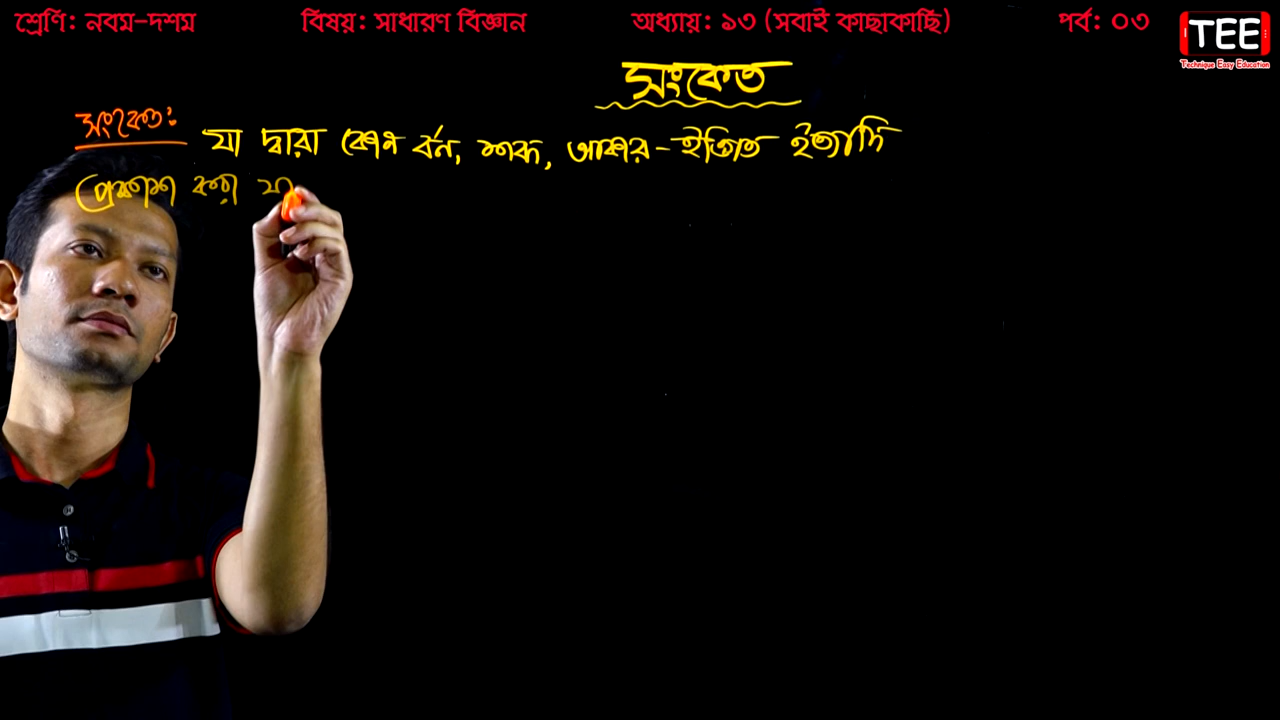 শ্রেণি: নবম-দশম বিষয়: সাধারণ বিজ্ঞান অধ্যায়: ১৩ (সবাই কাছাকাছি) পর্ব: ০৩
TEE
Technique Easy Education
সংকেত
সংকেত: যা দ্বারা কোন বর্ন, শব্দ, আকার-ইঙ্গিত ইত্যাদি
প্রকাশ করা যা